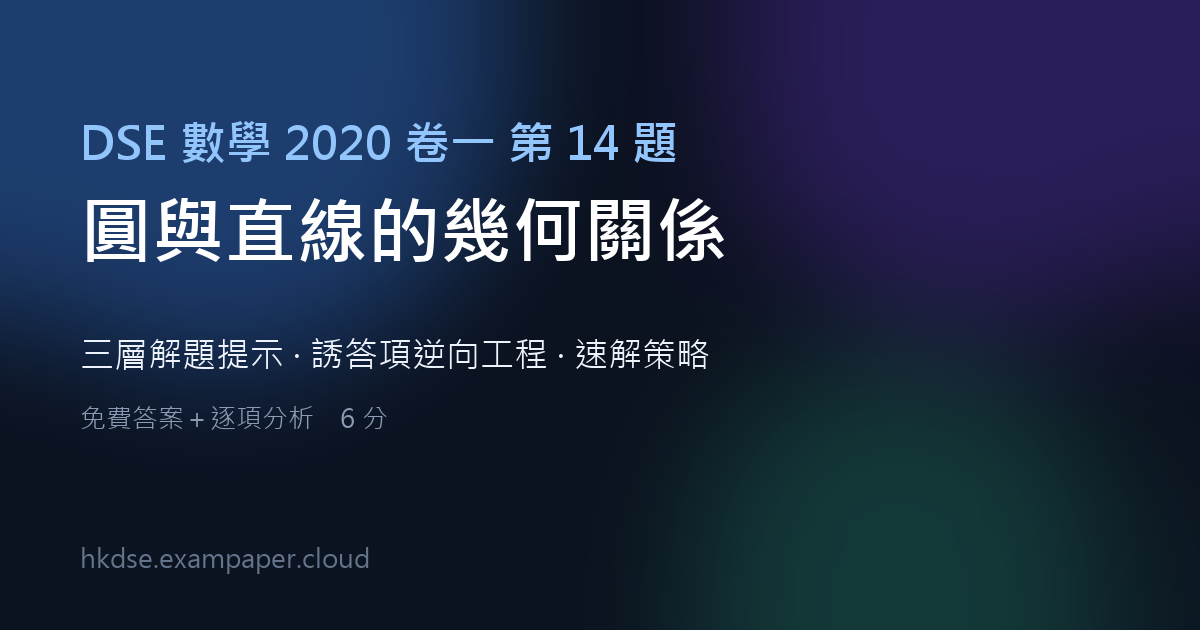 DSE 數學 2020 卷一 第 14 題
圓與直線的幾何關係
三層解題提示 · 誘答項逆向工程 · 速解策略
免費答案 + 逐項分析　6 分
hkdse.exampaper.cloud